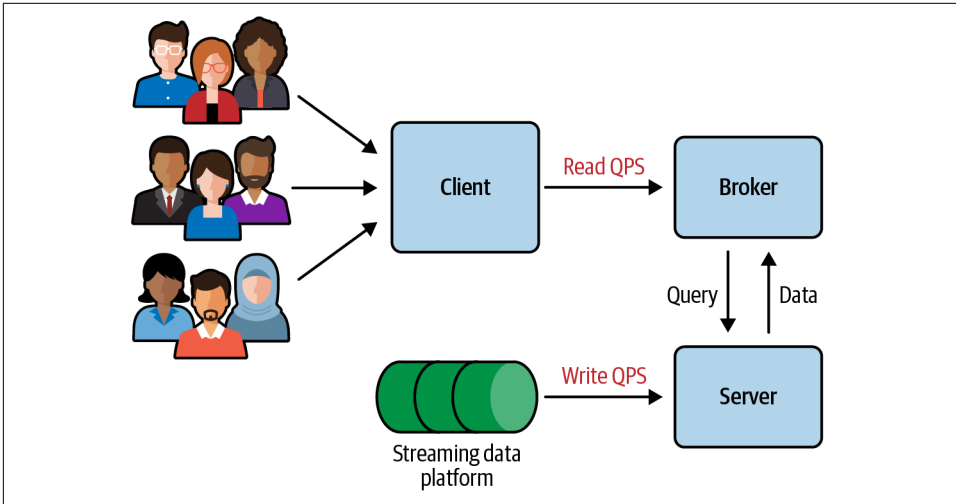 Client
Read QPS
Broker
Query
Data
Write QPS
Server
Streaming data
platform